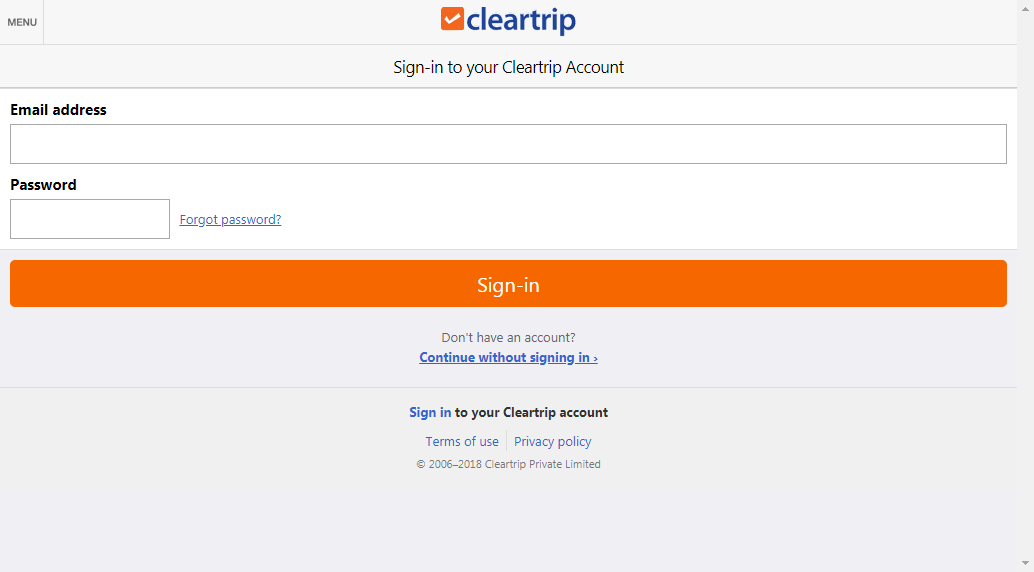 MENU
cleartrip
Sign-in to your Cleartrip Account
Email address
Password
Forgot password?
Sign-in
Don't have an account?
Continue without signing in ›
Sign in to your Cleartrip account
Terms of use Privacy policy
© 2006–2018 Cleartrip Private Limited